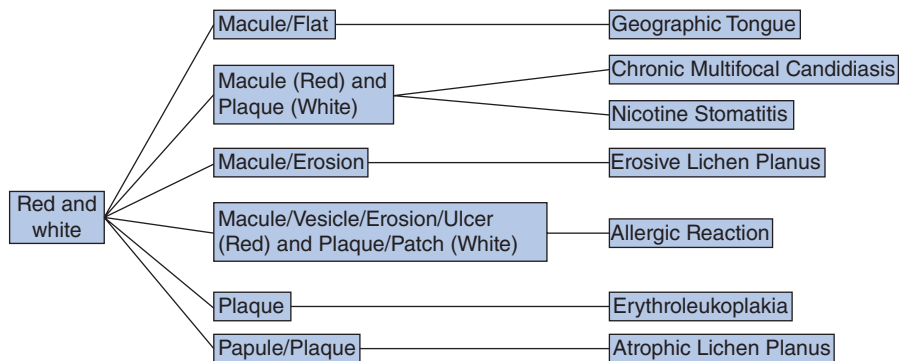 Red and
white
Macule/Flat
Geographic Tongue
Macule (Red) and
Plaque (White)
Chronic Multifocal Candidiasis
Nicotine Stomatitis
Macule/Erosion
Erosive Lichen Planus
Macule/Vesicle/Erosion/Ulcer
(Red) and Plaque/Patch (White)
Allergic Reaction
Plaque
Erythroleukoplakia
Papule/Plaque
Atrophic Lichen Planus